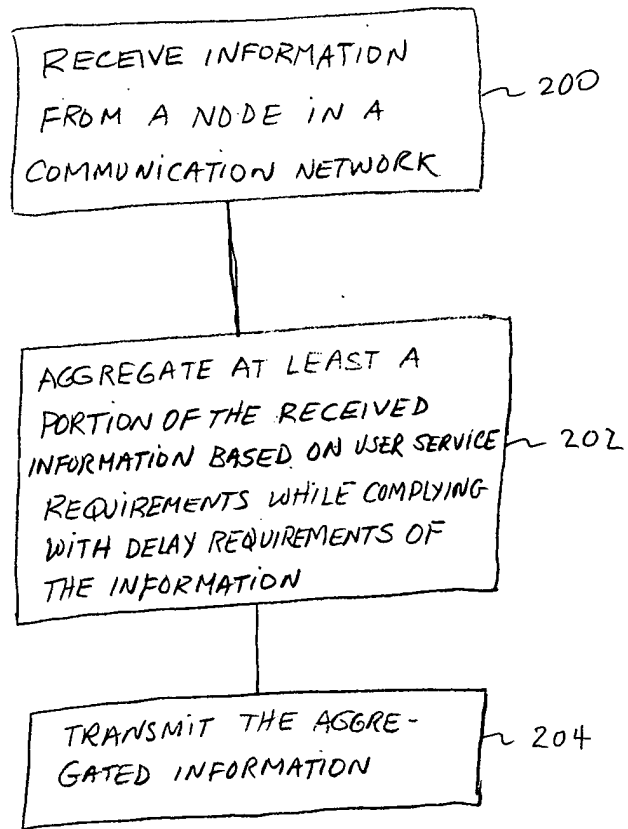 RECEIVE INFORMATION
FROM A NODE IN A
COMMUNICATION NETWORK
200
AGGREGATE AT LEAST A
PORTION OF THE RECEIVED
INFORMATION BASED ON USER SERVICE
REQUIREMENTS WHILE COMPLYING
WITH DELAY REQUIREMENTS OF
THE INFORMATION
202
TRANSMIT THE AGGRE-
GATED INFORMATION
204